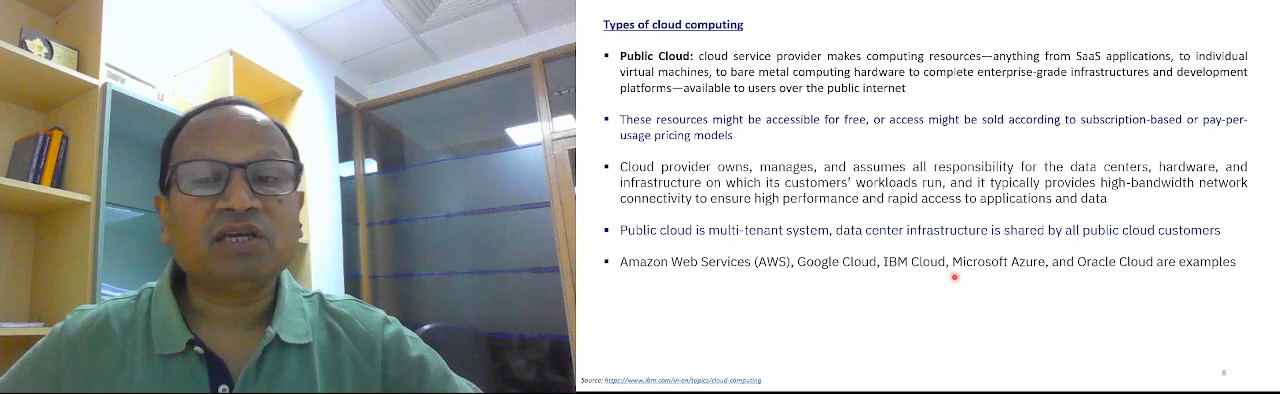 Types of cloud computing
▪ Public Cloud: cloud service provider makes computing resources—anything from SaaS applications, to individual
virtual machines, to bare metal computing hardware to complete enterprise-grade infrastructures and development
platforms—available to users over the public internet
▪ These resources might be accessible for free, or access might be sold according to subscription-based or pay-per-
usage pricing models
▪ Cloud provider owns, manages, and assumes all responsibility for the data centers, hardware, and
infrastructure on which its customers’ workloads run, and it typically provides high-bandwidth network
connectivity to ensure high performance and rapid access to applications and data
▪ Public cloud is multi-tenant system, data center infrastructure is shared by all public cloud customers
▪ Amazon Web Services (AWS), Google Cloud, IBM Cloud, Microsoft Azure, and Oracle Cloud are examples
Source: https://www.ibm.com/in-en/topics/cloud-computing
8